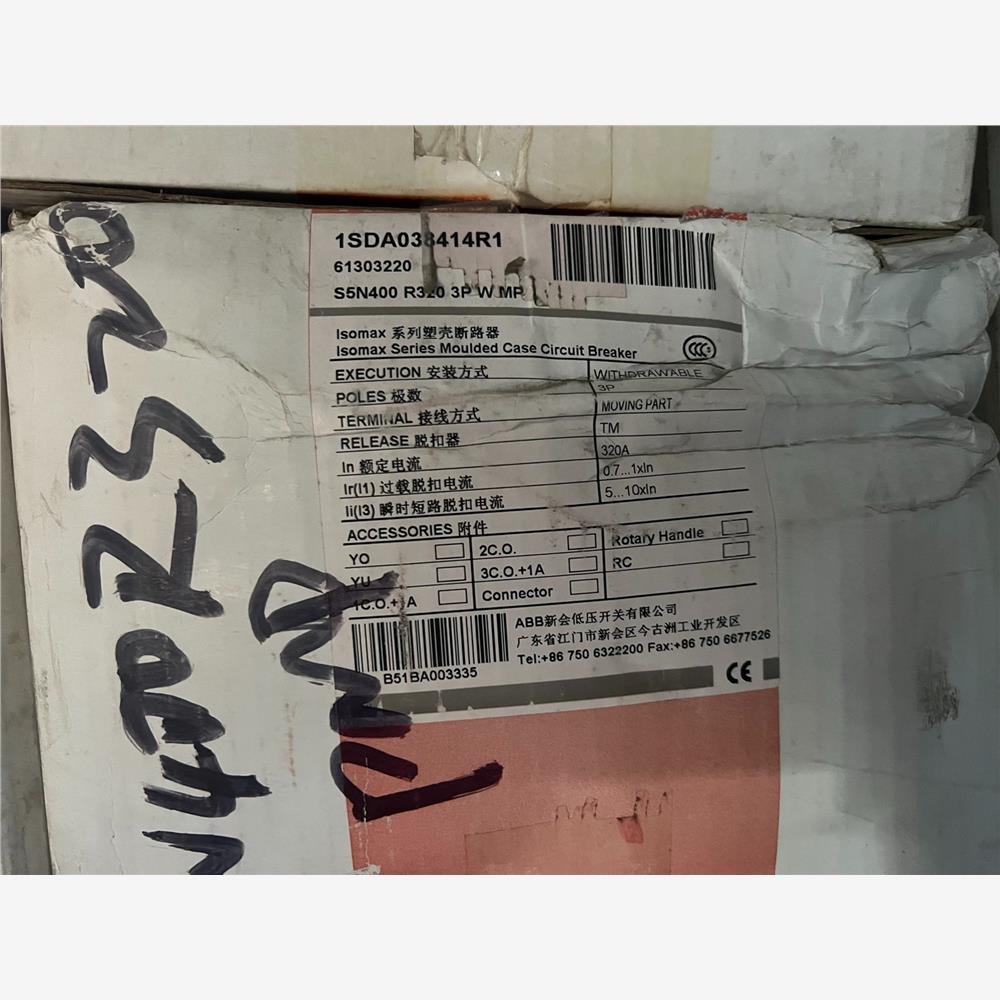 1SDA038414R1
61303220
S5N400 R320 3P W MP
Isomax 系列塑壳断路器
Isomax Series Moulded Case Circuit Breaker
EXECUTION 安装方式 WITHDRAWABLE
POLES 极数 3P
TERMINAL 接线方式 MOVING PART
RELEASE 脱扣器 TM
In 额定电流 320A
Ir(I1) 过载脱扣电流 0.7...1xIn
Ii(I3) 瞬时短路脱扣电流 5...10xIn
ACCESSORIES 附件
YO 2C.O. Rotary Handle
YU 3C.O.+1A RC
1C.O.+1A Connector
ABB新会低压开关有限公司
广东省江门市新会区今古洲工业开发区
Tel:+86 750 6322200 Fax:+86 750 6677526
B51BA003335
CE
N400R320